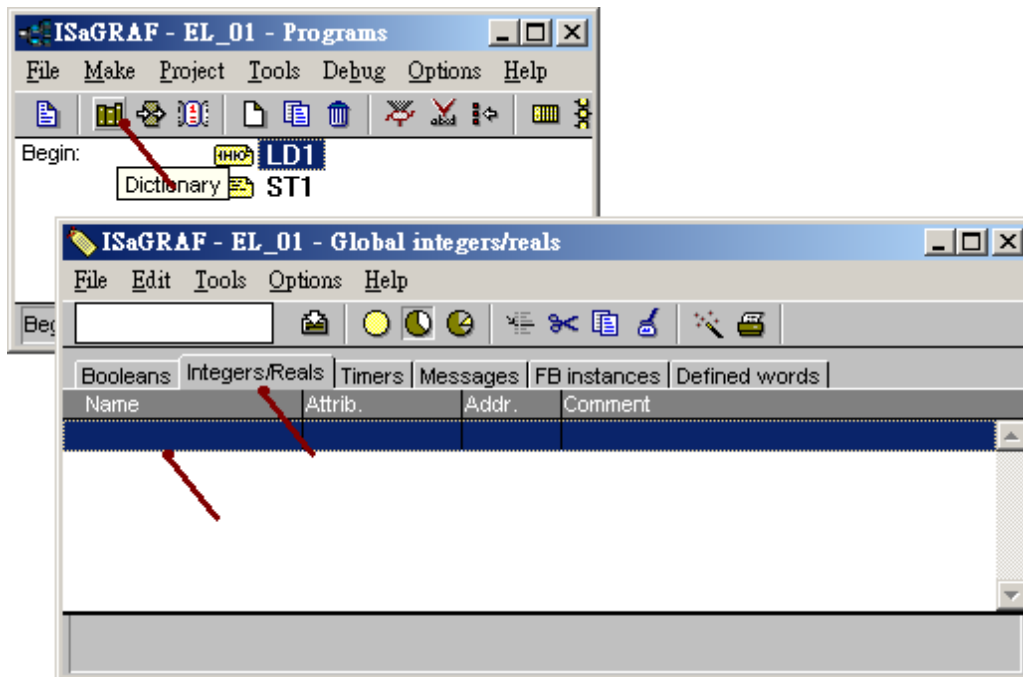 ISaGRAF - EL_01 - Programs
File Make Project Tools Debug Options Help
Begin: LD1
Dictionary ST1
ISaGRAF - EL_01 - Global integers/reals
File Edit Tools Options Help
Booleans Integers/Reals Timers Messages FB instances Defined words
Name Attrib. Addr. Comment